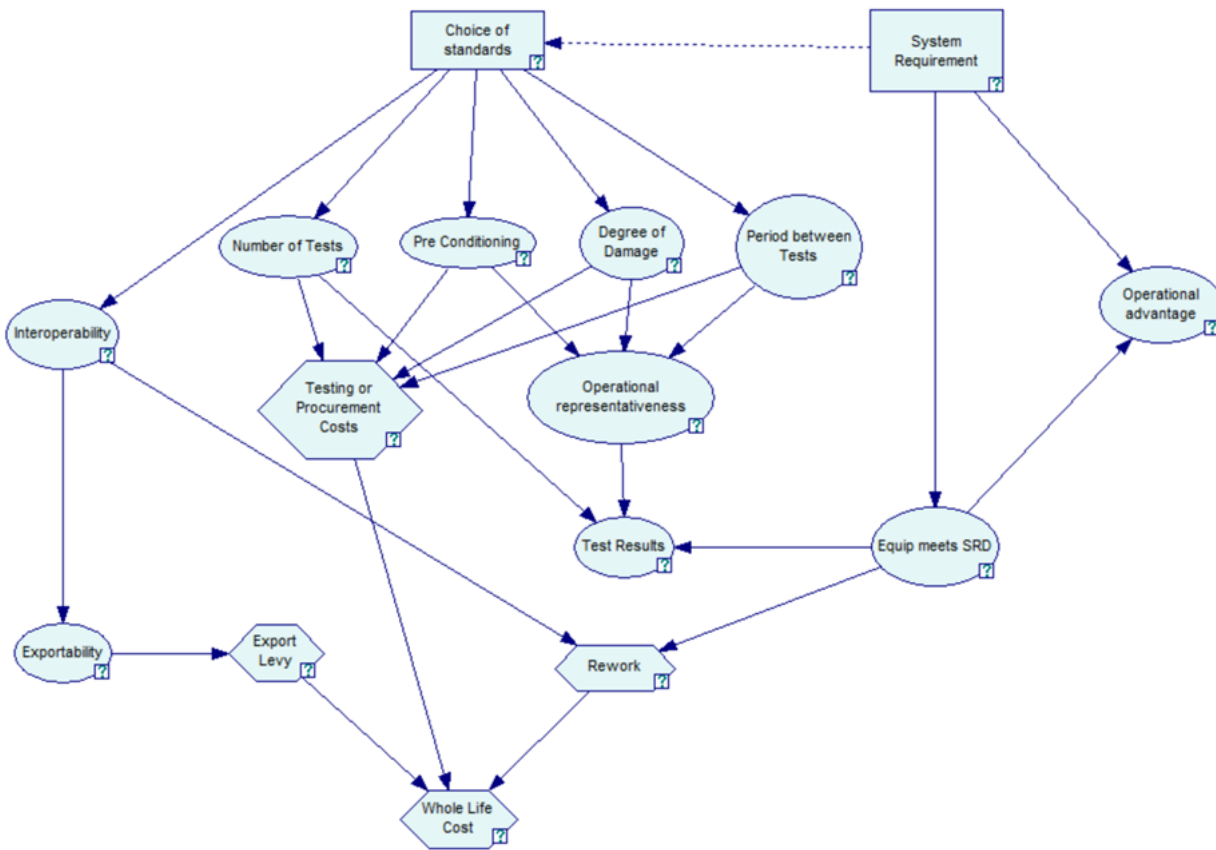 Choice of
standards
?
System
Requirement
?
Number of Tests
?
Pre Conditioning
?
Degree of
Damage
?
Period between
Tests
?
Interoperability
?
Operational
advantage
?
Testing or
Procurement
Costs
?
Operational
representativeness
?
Test Results
?
Equip meets SRD
?
Exportability
?
Export
Levy
?
Rework
?
Whole Life
Cost
?